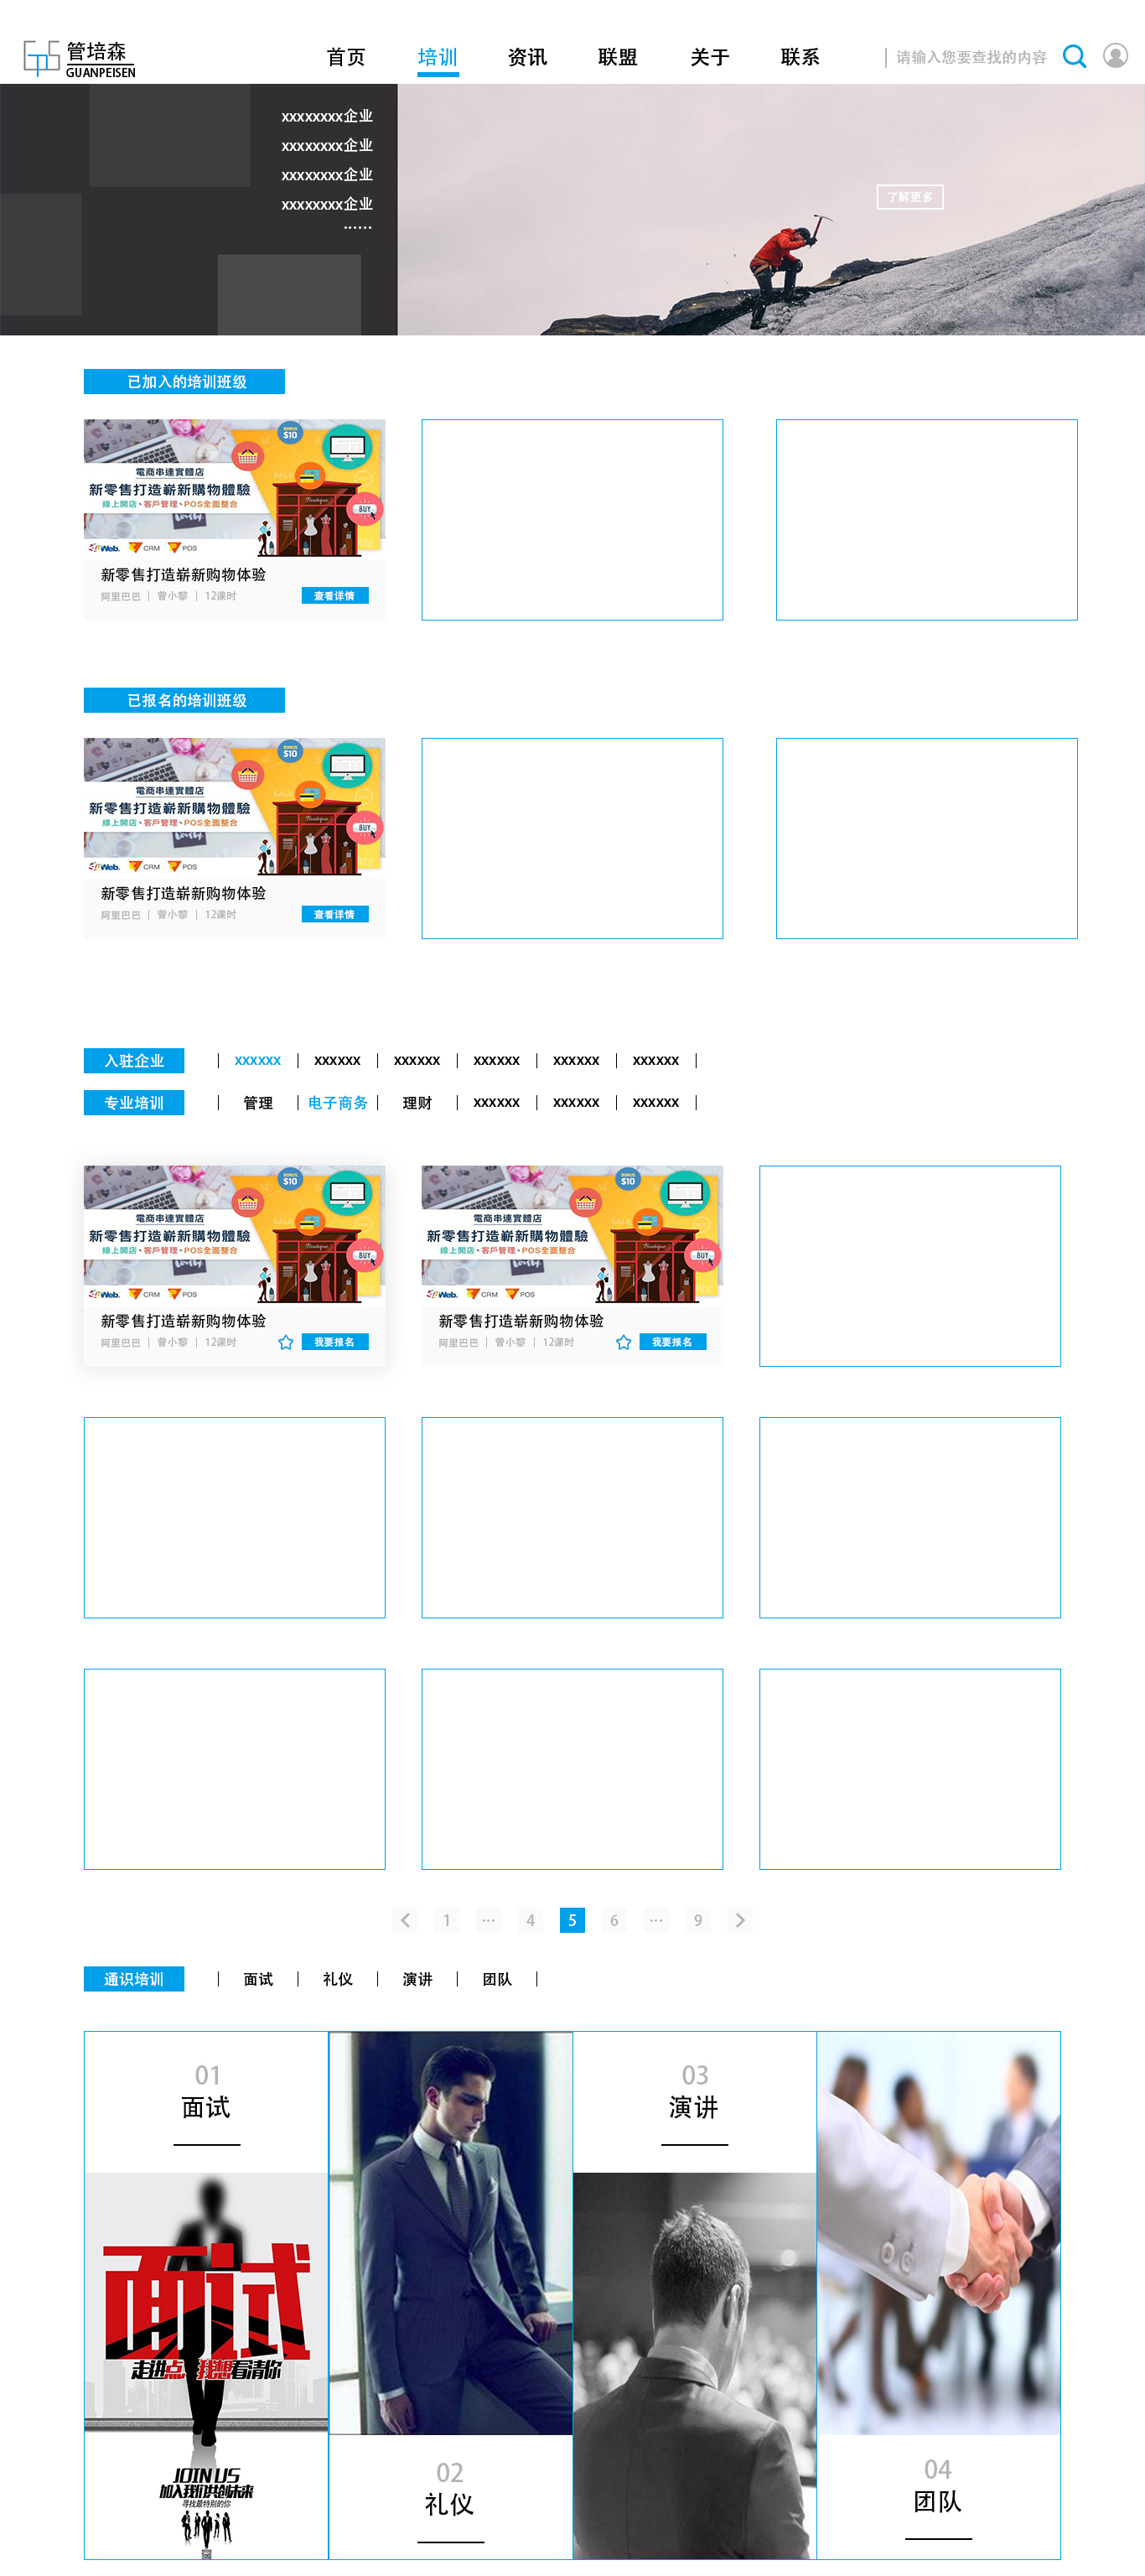 管培森
GUANPEISEN
首页 培训 资讯 联盟 关于 联系
请输入您要查找的内容
xxxxxxxx企业
xxxxxxxx企业
xxxxxxxx企业
xxxxxxxx企业
……
了解更多
已加入的培训班级
BONUS
$10
電商串連實體店
新零售打造嶄新購物體驗
線上開店、客戶管理、POS全面整合
SALE
Boutique
BUY
Web. CRM POS
新零售打造崭新购物体验
阿里巴巴 | 曾小黎 | 12课时
查看详情
已报名的培训班级
BONUS
$10
電商串連實體店
新零售打造嶄新購物體驗
線上開店、客戶管理、POS全面整合
SALE
Boutique
BUY
Web. CRM POS
新零售打造崭新购物体验
阿里巴巴 | 曾小黎 | 12课时
查看详情
入驻企业 | xxxxxx | xxxxxx | xxxxxx | xxxxxx | xxxxxx | xxxxxx |
专业培训 | 管理 | 电子商务 | 理财 | xxxxxx | xxxxxx | xxxxxx |
BONUS
$10
電商串連實體店
新零售打造嶄新購物體驗
線上開店、客戶管理、POS全面整合
SALE
Boutique
BUY
Web. CRM POS
新零售打造崭新购物体验
阿里巴巴 | 曾小黎 | 12课时
我要报名
BONUS
$10
電商串連實體店
新零售打造嶄新購物體驗
線上開店、客戶管理、POS全面整合
SALE
Boutique
BUY
Web. CRM POS
新零售打造崭新购物体验
阿里巴巴 | 曾小黎 | 12课时
我要报名
1 ... 4 5 6 ... 9
通识培训 | 面试 | 礼仪 | 演讲 | 团队 |
01
面试
面试
走进点 我想看清你
JOIN US
加入我们共创未来
寻找最特别的你
02
礼仪
03
演讲
04
团队